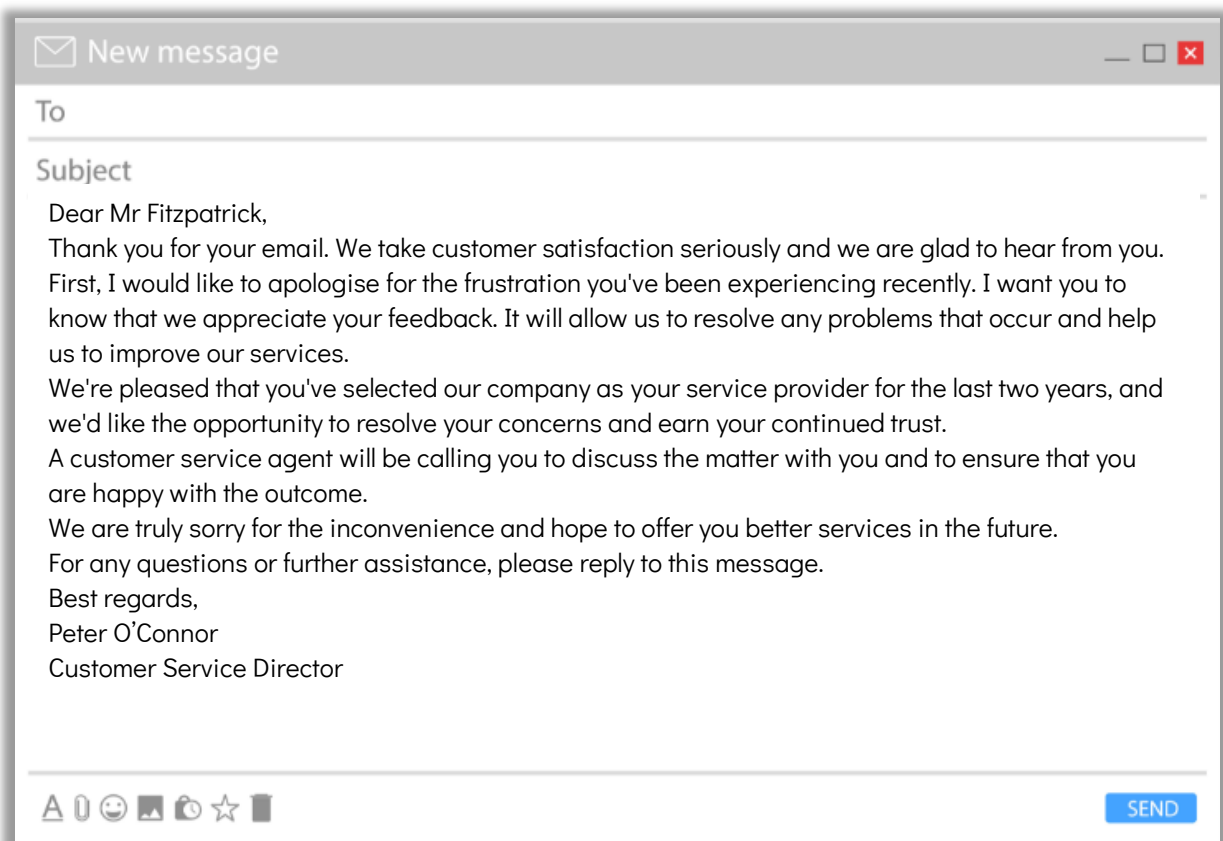 New message
To
Subject
Dear Mr Fitzpatrick,
Thank you for your email. We take customer satisfaction seriously and we are glad to hear from you.
First, I would like to apologise for the frustration you've been experiencing recently. I want you to
know that we appreciate your feedback. It will allow us to resolve any problems that occur and help
us to improve our services.
We're pleased that you've selected our company as your service provider for the last two years, and
we'd like the opportunity to resolve your concerns and earn your continued trust.
A customer service agent will be calling you to discuss the matter with you and to ensure that you
are happy with the outcome.
We are truly sorry for the inconvenience and hope to offer you better services in the future.
For any questions or further assistance, please reply to this message.
Best regards,
Peter O’Connor
Customer Service Director
A
SEND